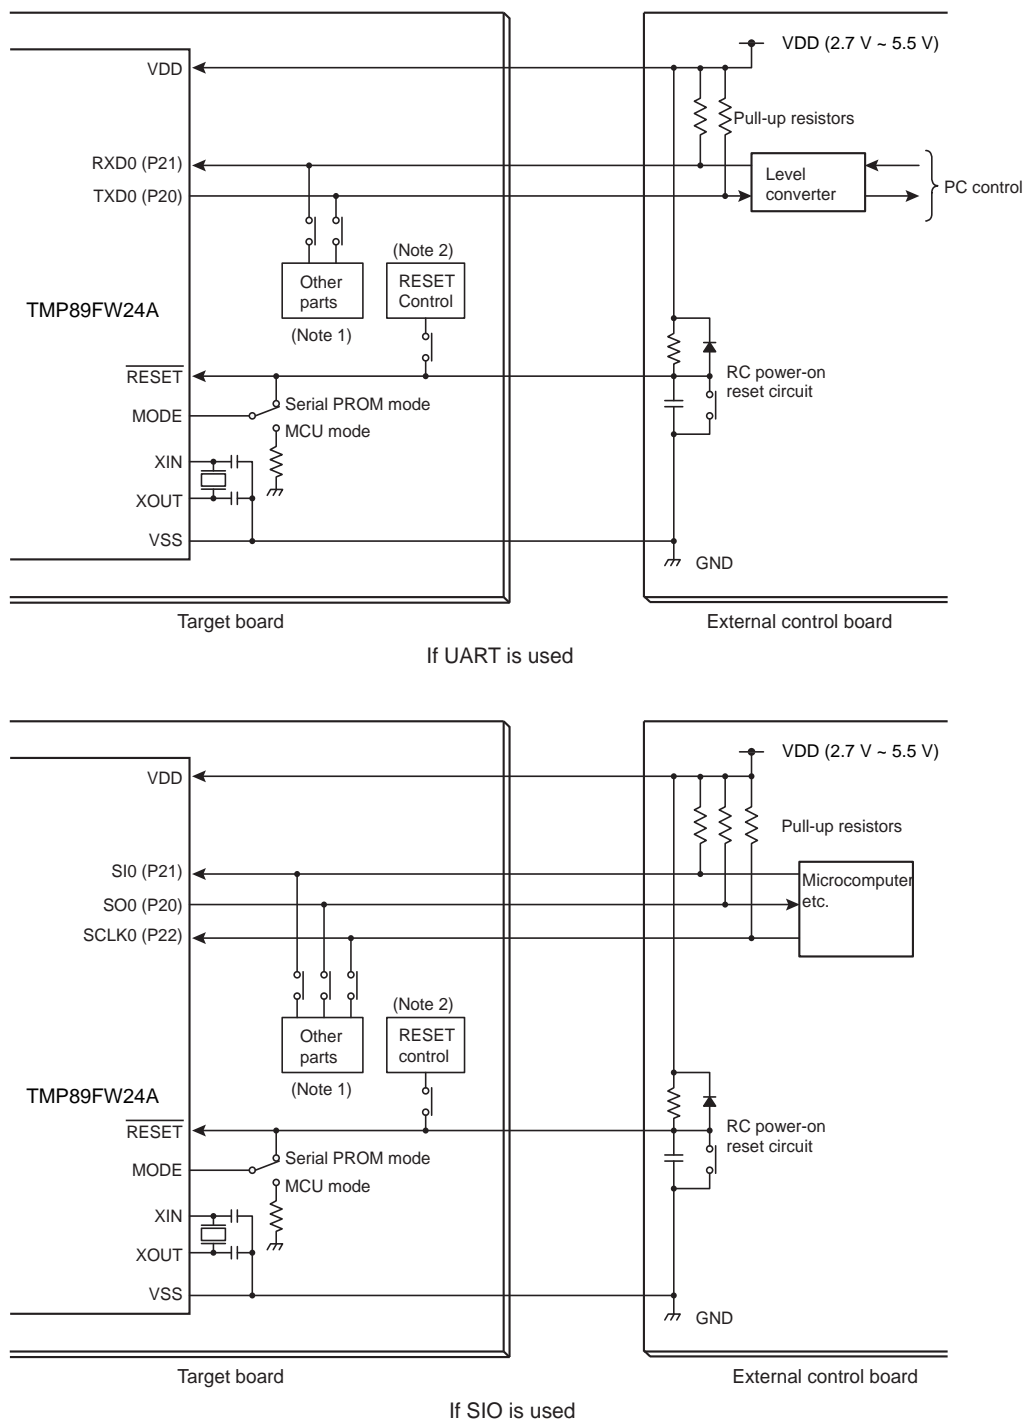 VDD (2.7 V ~ 5.5 V)
VDD
Pull-up resistors
RXD0 (P21)
TXD0 (P20)
Level
converter
PC control
(Note 2)
Other
parts
RESET
Control
TMP89FW24A
(Note 1)
RESET
RC power-on
reset circuit
MODE
Serial PROM mode
MCU mode
XIN
XOUT
VSS
GND
Target board
External control board
If UART is used
VDD (2.7 V ~ 5.5 V)
VDD
Pull-up resistors
SI0 (P21)
SO0 (P20)
SCLK0 (P22)
Microcomputer
etc.
(Note 2)
Other
parts
RESET
control
TMP89FW24A
(Note 1)
RESET
RC power-on
reset circuit
MODE
Serial PROM mode
MCU mode
XIN
XOUT
VSS
GND
Target board
External control board
If SIO is used